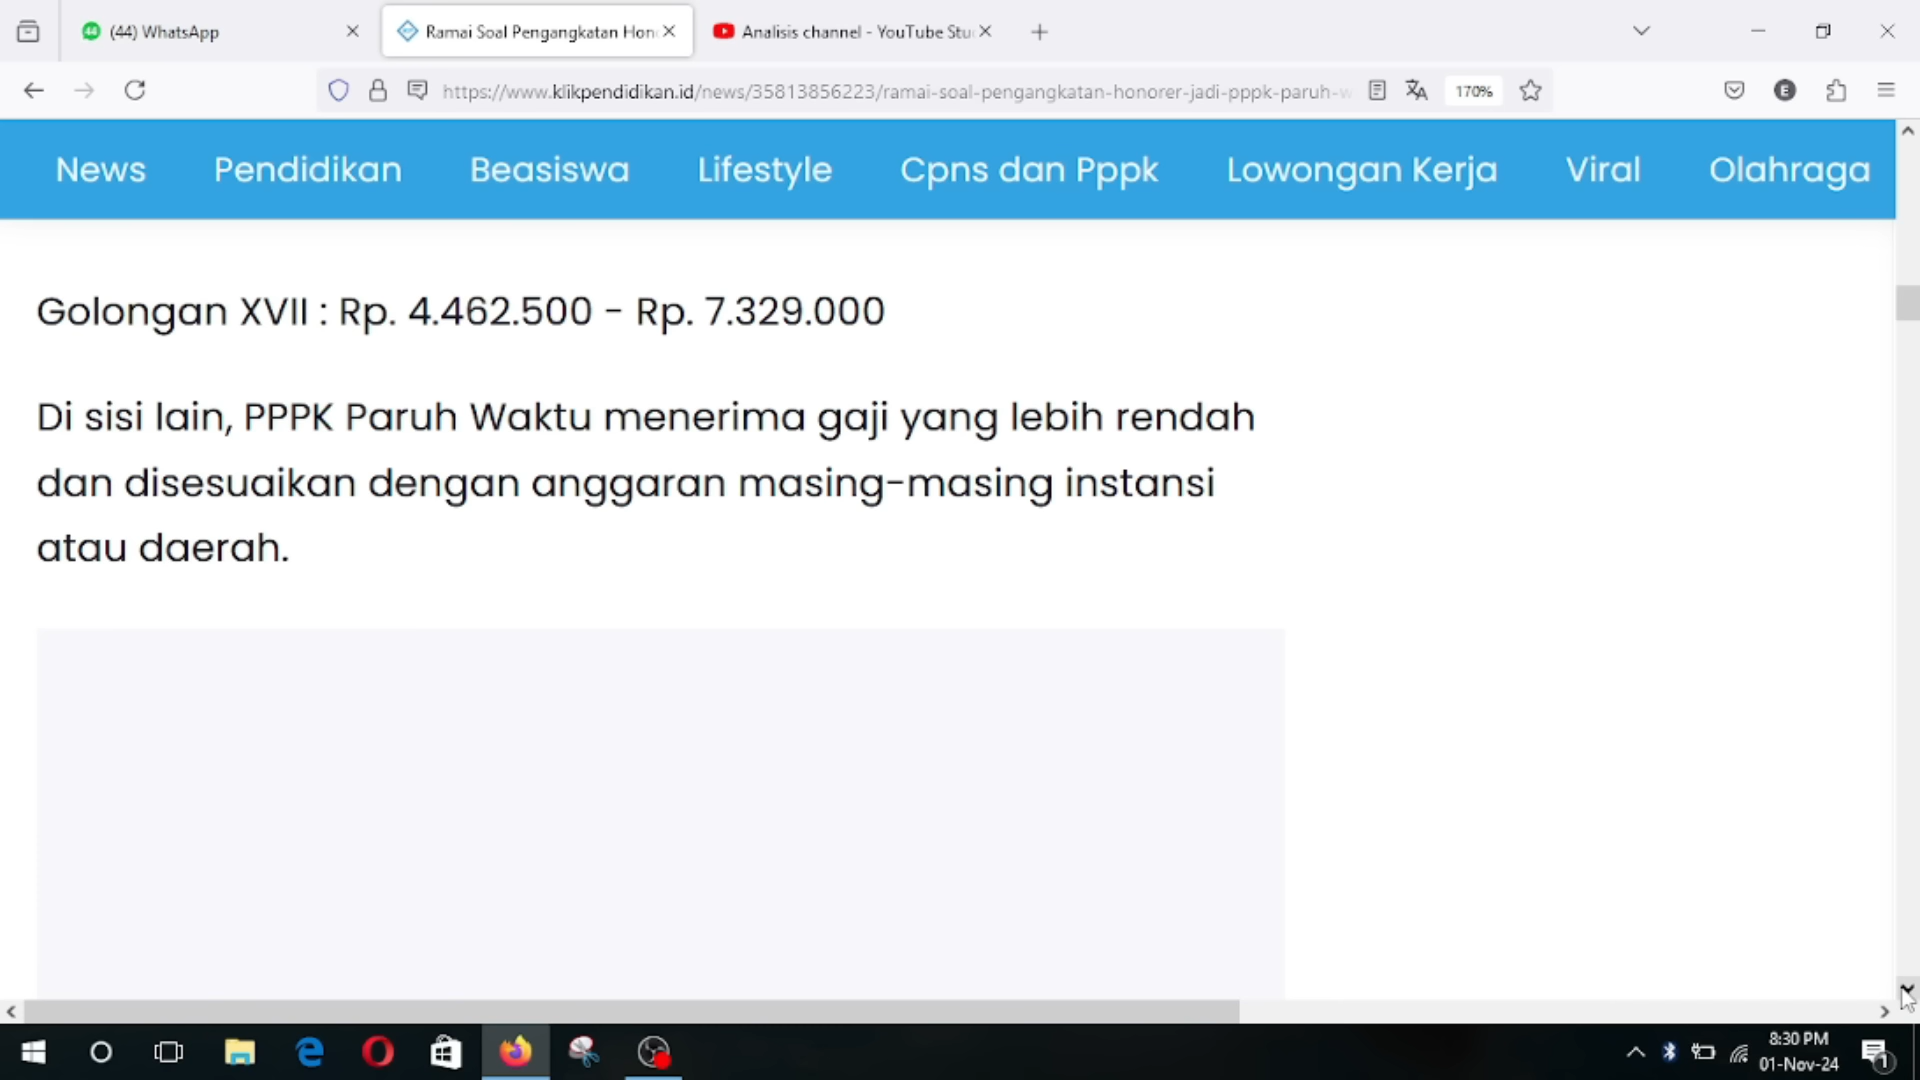 (44) WhatsApp
Ramai Soal Pengangkatan Hon
Analisis channel - YouTube Stu
https://www.klikpendidikan.id/news/35813856223/ramai-soal-pengangkatan-honorer-jadi-pppk-paruh-w
170%
E
News Pendidikan Beasiswa Lifestyle Cpns dan Pppk Lowongan Kerja Viral Olahraga
Golongan XVII : Rp. 4.462.500 - Rp. 7.329.000
Di sisi lain, PPPK Paruh Waktu menerima gaji yang lebih rendah
dan disesuaikan dengan anggaran masing-masing instansi
atau daerah.
8:30 PM
01-Nov-24
1